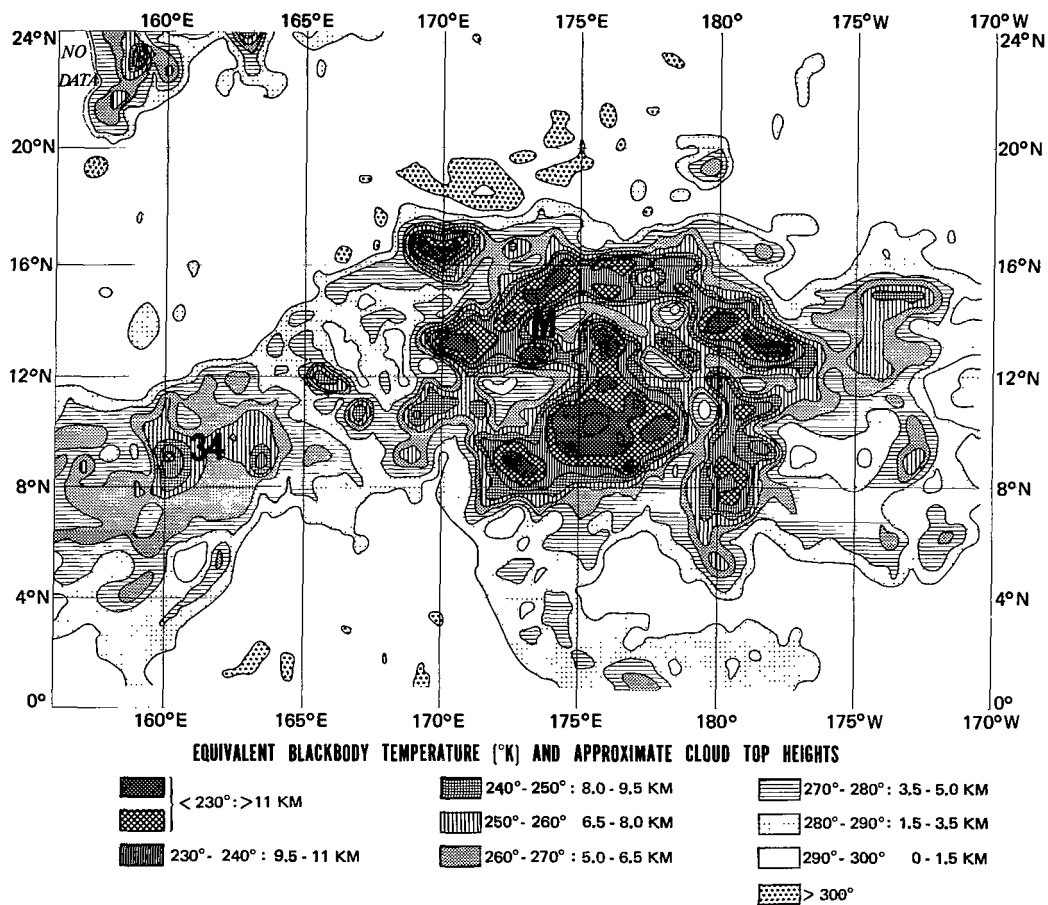 160°E 165°E 170°E 175°E 180° 175°W 170°W
24°N 24°N
NO
DATA
20°N 20°N
16°N 16°N
M
12°N 12°N
34
8°N 8°N
4°N 4°N
0° 0°
160°E 165°E 170°E 175°E 180° 175°W 170°W
EQUIVALENT BLACKBODY TEMPERATURE (°K) AND APPROXIMATE CLOUD TOP HEIGHTS
< 230° : > 11 KM
230° - 240° : 9.5 - 11 KM
240° - 250° : 8.0 - 9.5 KM
250° - 260° 6.5 - 8.0 KM
260° - 270° : 5.0 - 6.5 KM
270° - 280° : 3.5 - 5.0 KM
280° - 290° : 1.5 - 3.5 KM
290° - 300° 0 - 1.5 KM
> 300°